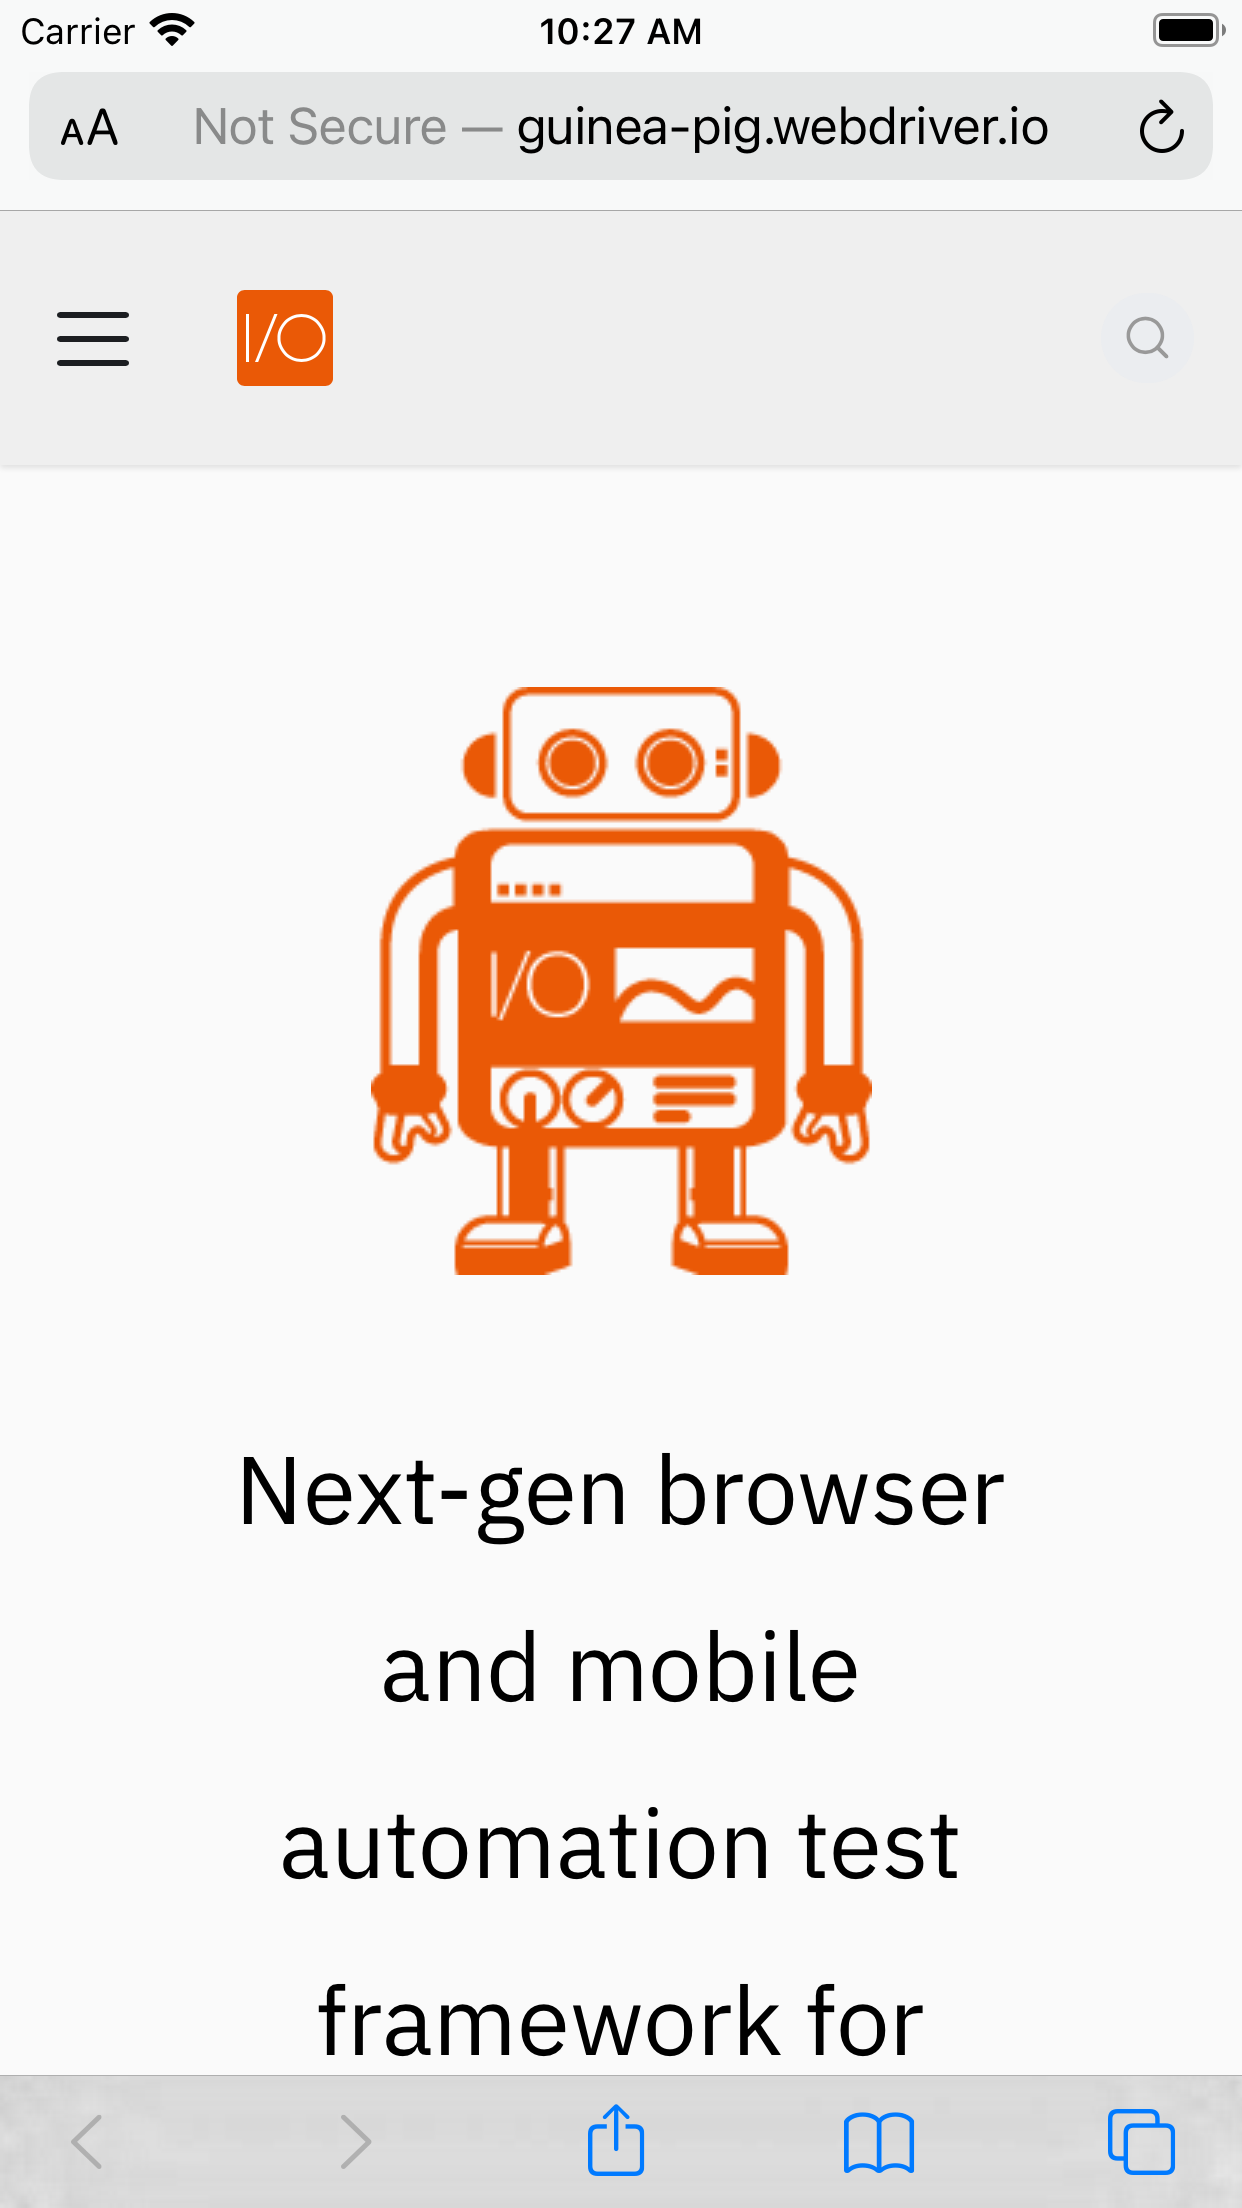 Carrier 10:27 AM
AA Not Secure — guinea-pig.webdriver.io
I/O
I/O
Next-gen browser
and mobile
automation test
framework for